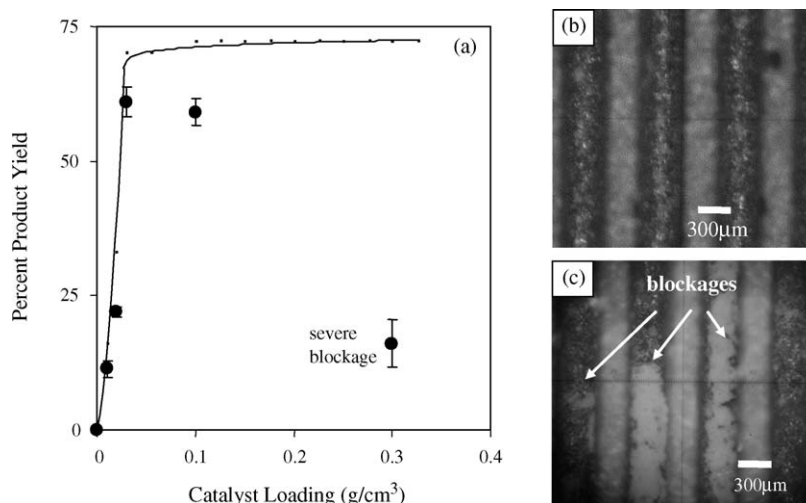 (a)
75
50
25
0
Percent Product Yield
severe
blockage
0
0.1
0.2
0.3
0.4
Catalyst Loading (g/cm³)
(b)
300µm
(c)
blockages
300µm